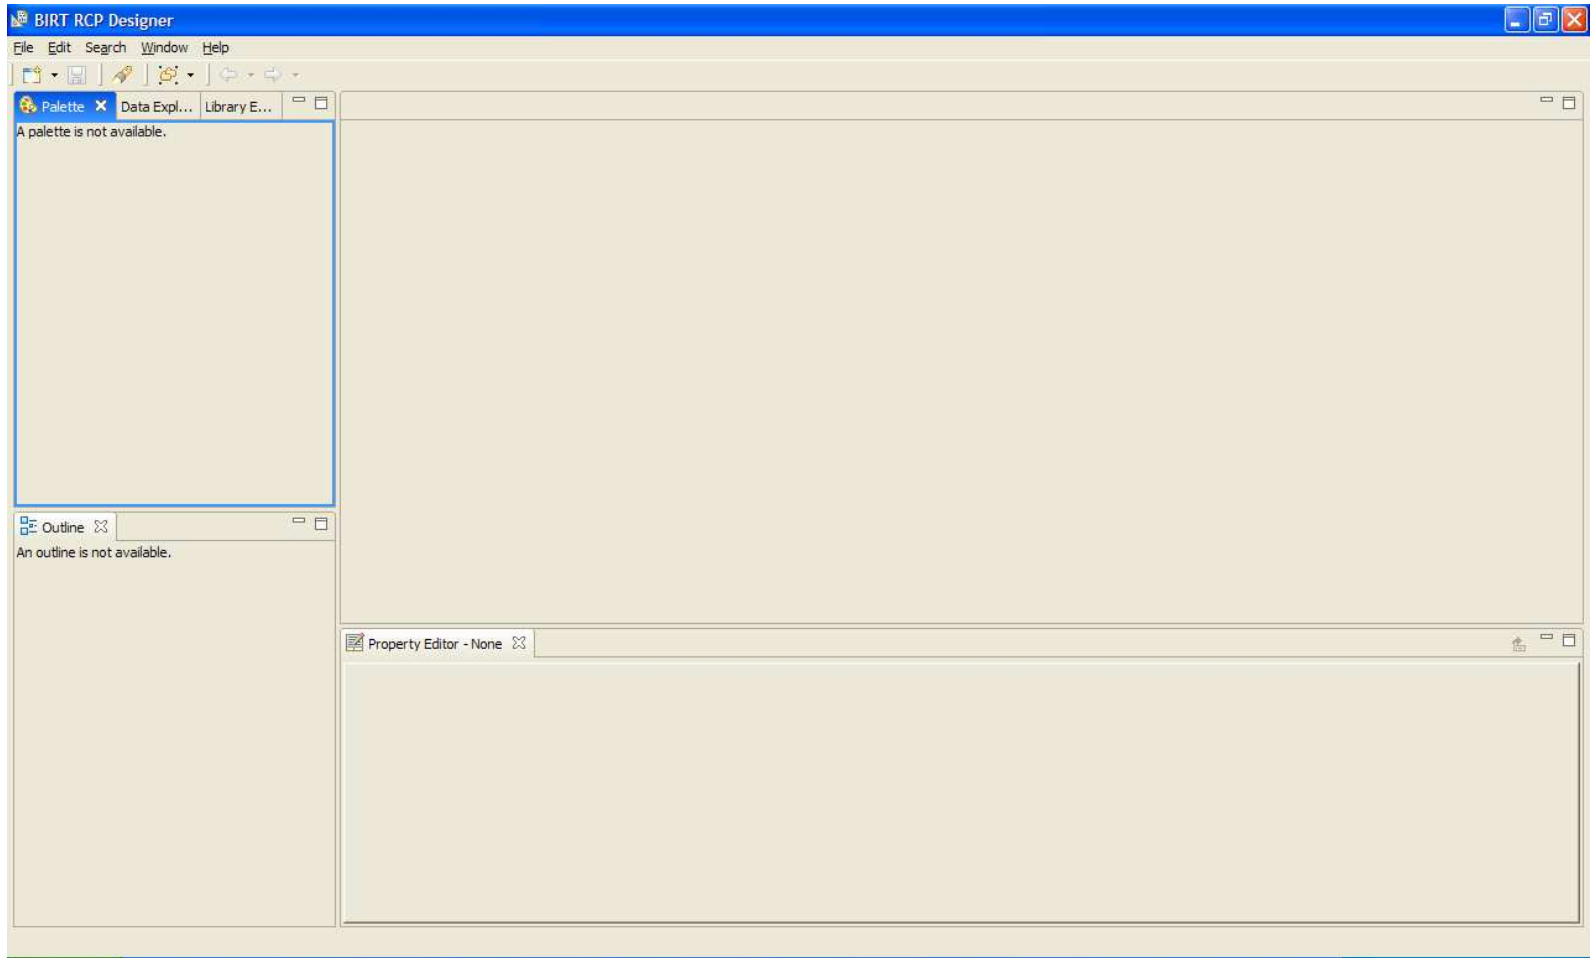 BIRT RCP Designer
File Edit Search Window Help
Palette Data Expl... Library E...
A palette is not available.
Outline
An outline is not available.
Property Editor - None